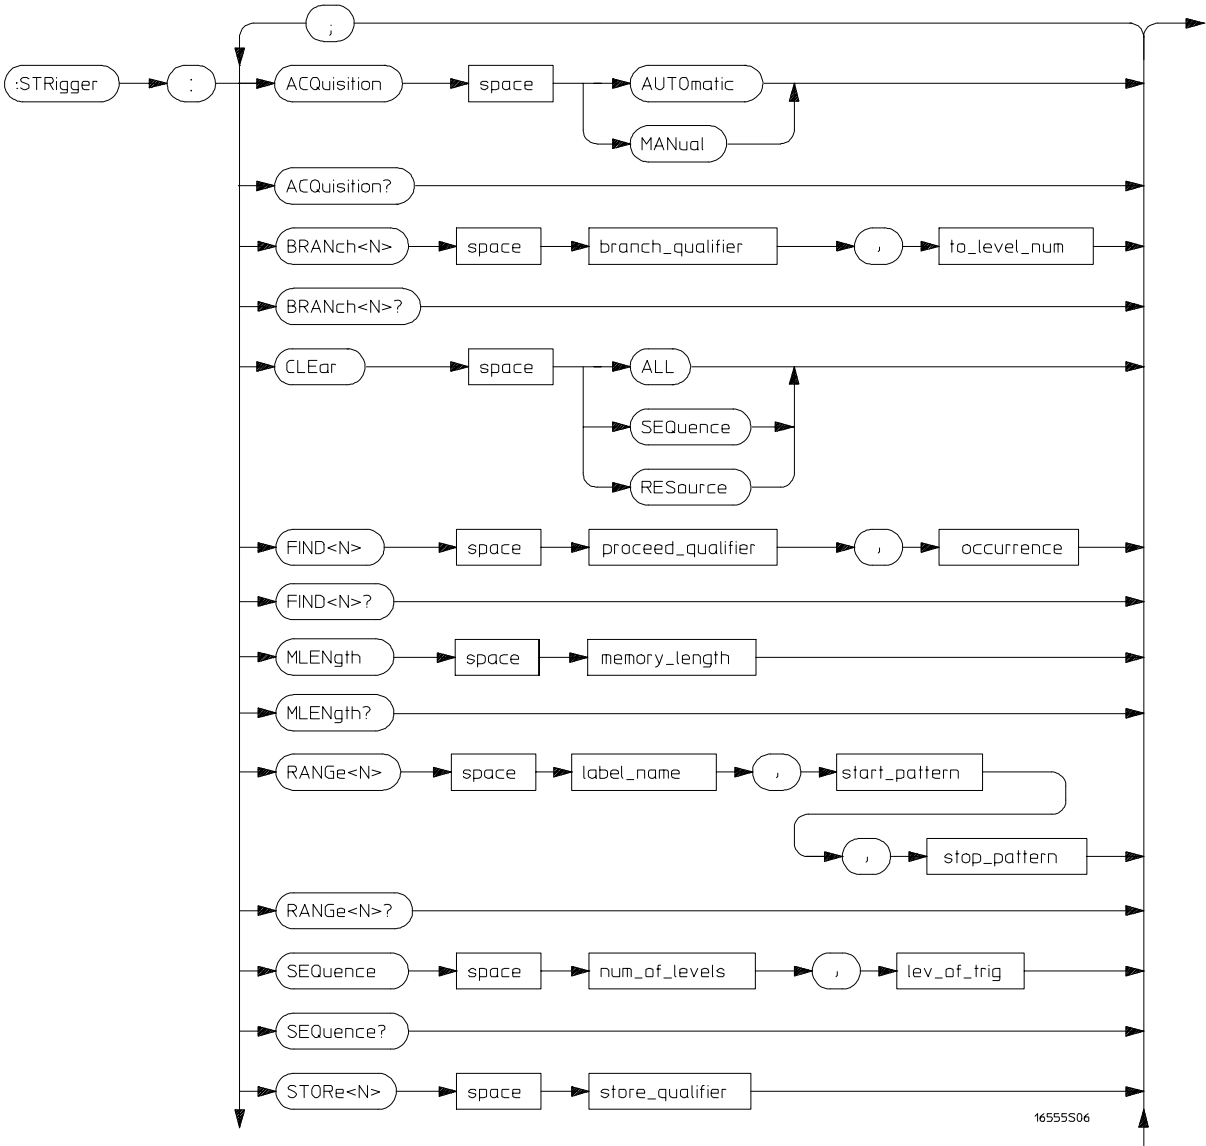 ;
:STRigger : ACQuisition space AUTOmatic
MANual
ACQuisition?
BRANch<N> space branch_qualifier , to_level_num
BRANch<N>?
CLEar space ALL
SEQuence
RESource
FIND<N> space proceed_qualifier , occurrence
FIND<N>?
MLENgth space memory_length
MLENgth?
RANGe<N> space label_name , start_pattern
, stop_pattern
RANGe<N>?
SEQuence space num_of_levels , lev_of_trig
SEQuence?
STORe<N> space store_qualifier
16555S06